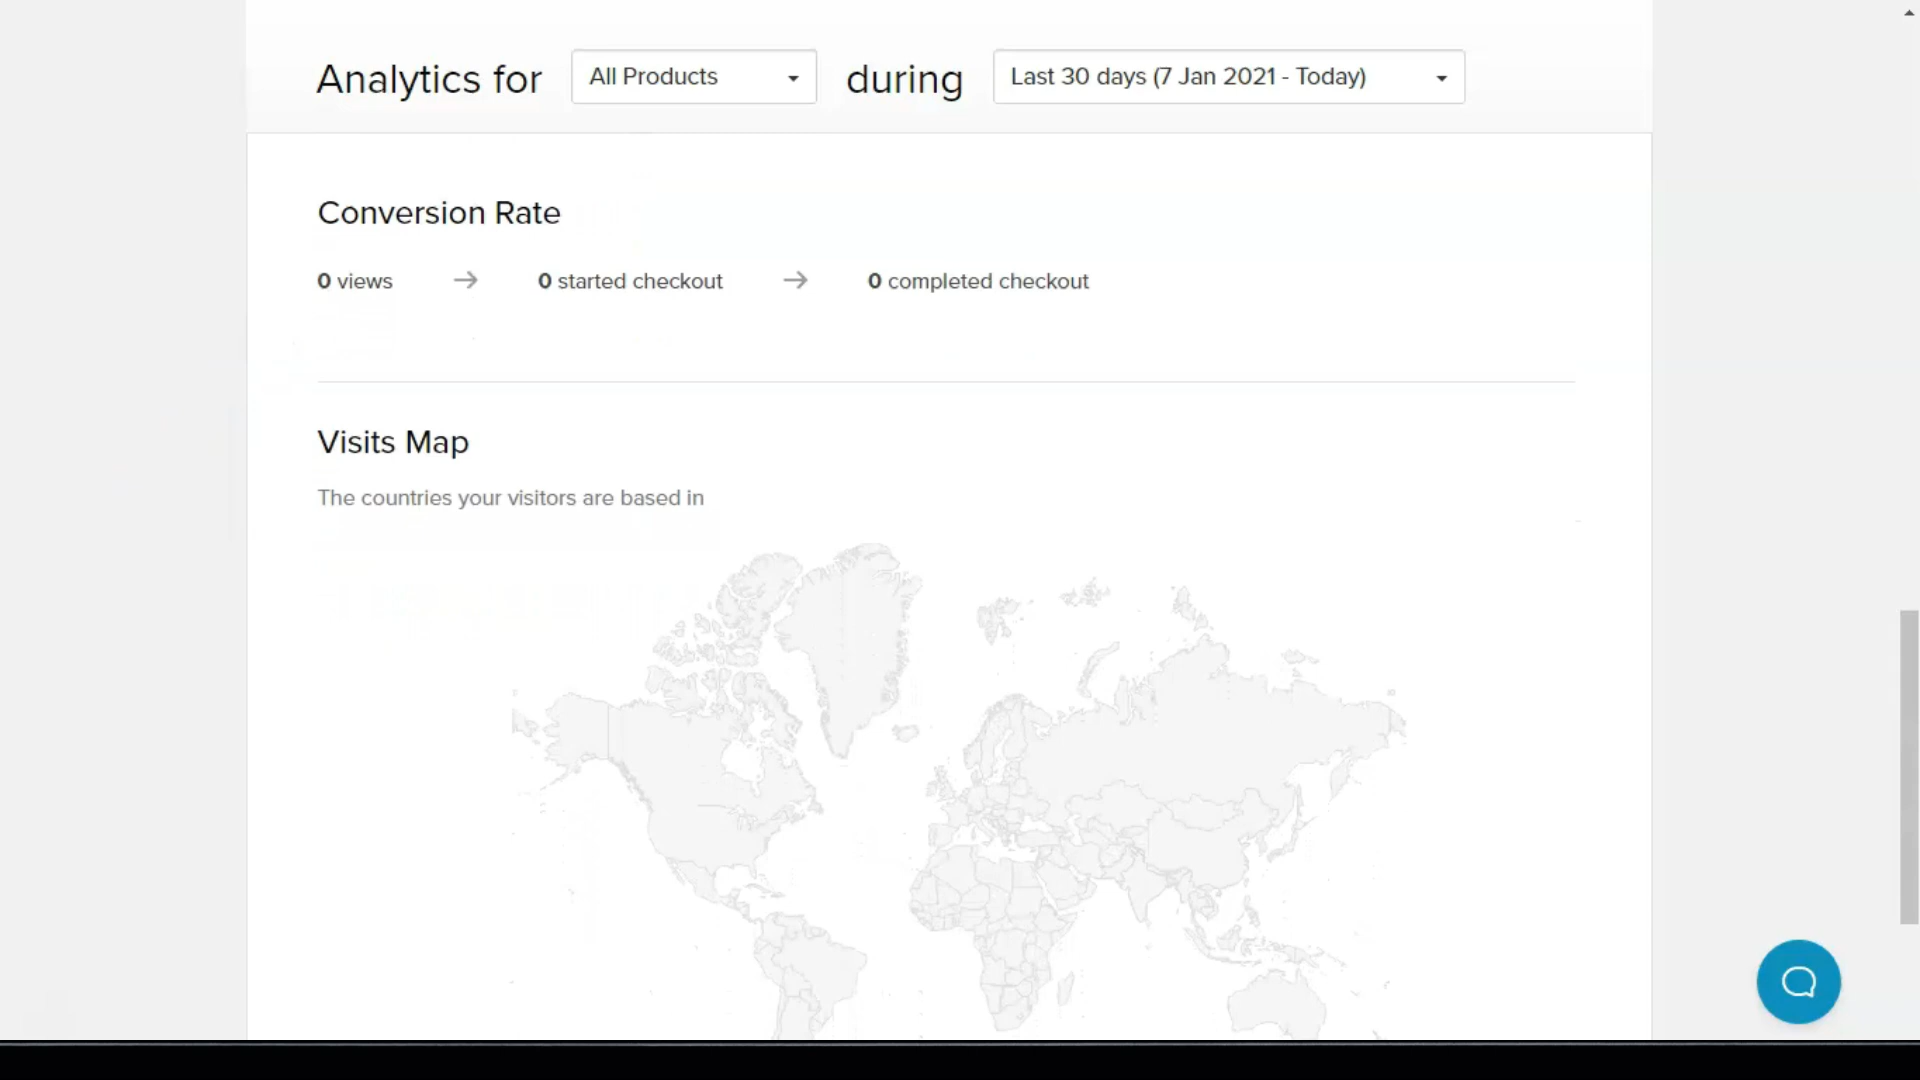 Analytics for All Products during Last 30 days (7 Jan 2021 - Today)
Conversion Rate
0 views → 0 started checkout → 0 completed checkout
Visits Map
The countries your visitors are based in